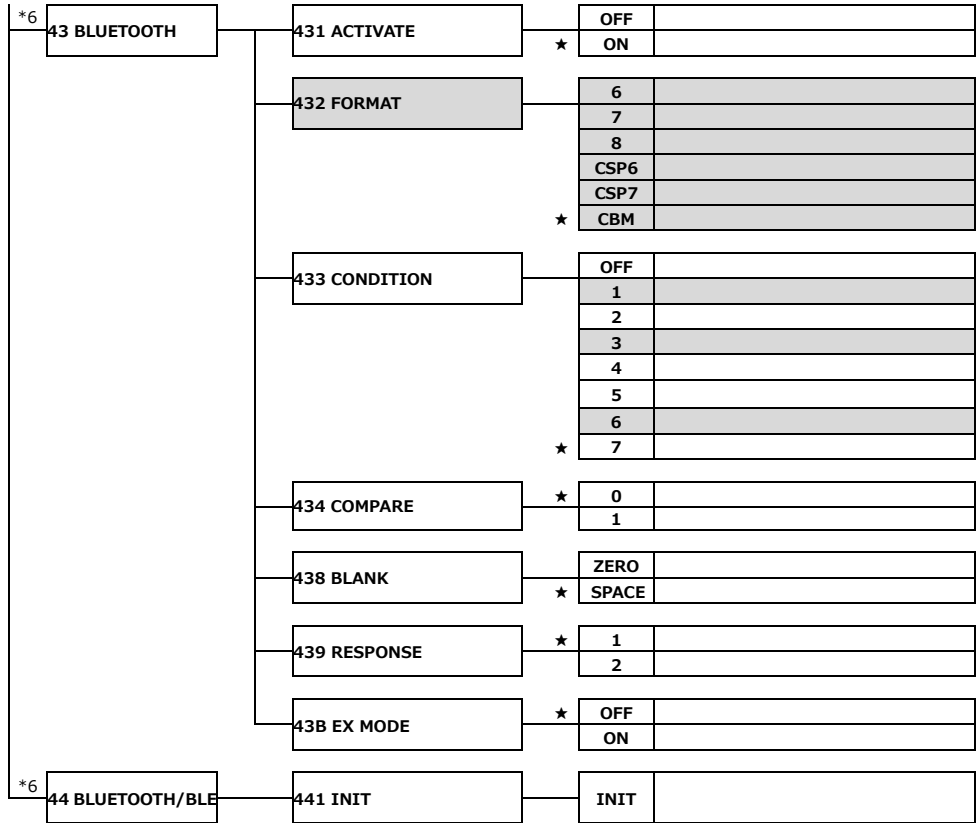 *6
43 BLUETOOTH
431 ACTIVATE
OFF
★ ON
432 FORMAT
6
7
8
CSP6
CSP7
★ CBM
433 CONDITION
OFF
1
2
3
4
5
6
★ 7
434 COMPARE
★ 0
1
438 BLANK
ZERO
★ SPACE
439 RESPONSE
★ 1
2
43B EX MODE
★ OFF
ON
*6
44 BLUETOOTH/BLE
441 INIT
INIT